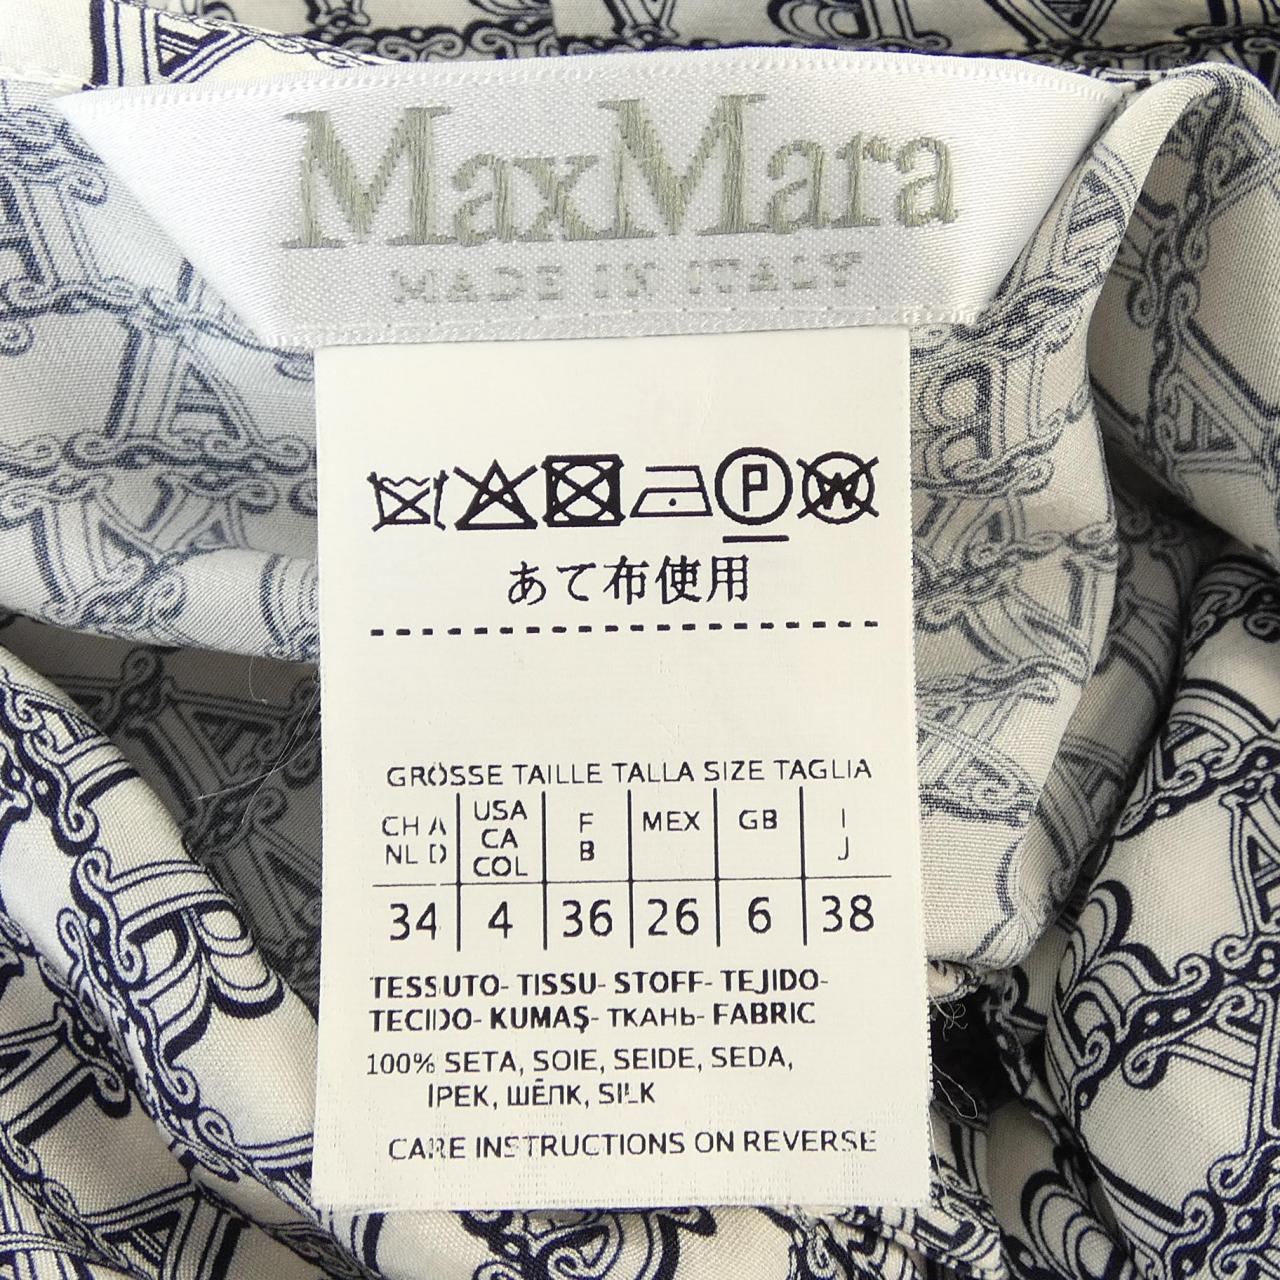 MaxMara
MADE IN ITALY
P W
あて布使用
GRÖSSE TAILLE TALLA SIZE TAGLIA
CH A NL D USA CA COL F B MEX GB I J
34 4 36 26 6 38
TESSUTO- TISSU- STOFF- TEJIDO-
TECIDO- KUMAŞ- ТКАНЬ- FABRIC
100% SETA, SOIE, SEIDE, SEDA,
İPEK, ШЁЛК, SILK
CARE INSTRUCTIONS ON REVERSE